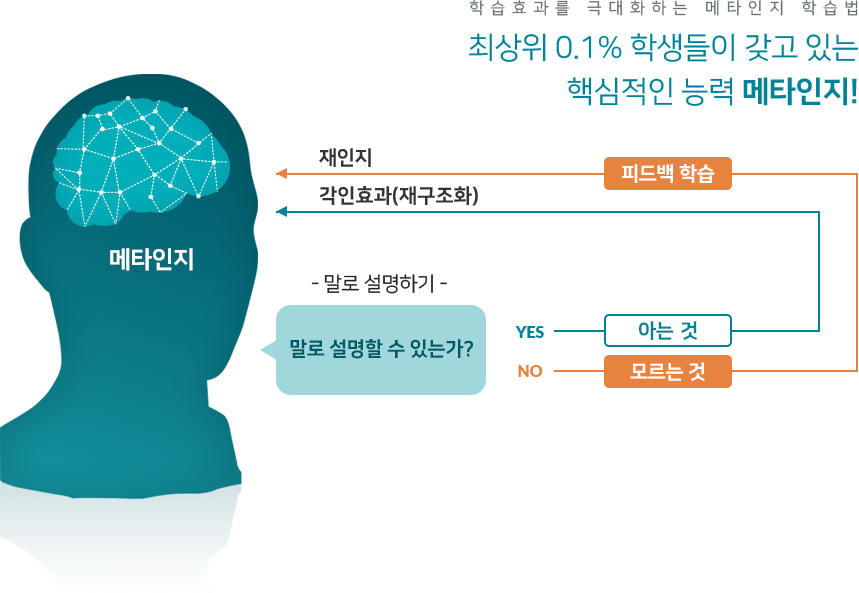 학습효과를 극대화하는 메타인지 학습법
최상위 0.1% 학생들이 갖고 있는
핵심적인 능력 메타인지!
재인지
피드백 학습
각인효과(재구조화)
메타인지
- 말로 설명하기 -
말로 설명할 수 있는가?
YES
아는 것
NO
모르는 것